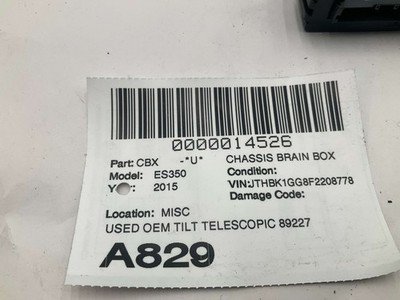 0000014526
Part: CBX -*U* CHASSIS BRAIN BOX
Model: ES350 Condition:
Y r: 2015 VIN:JTHBK1GG8F2208778
Damage Code:
Location: MISC
USED OEM TILT TELESCOPIC 89227
A829